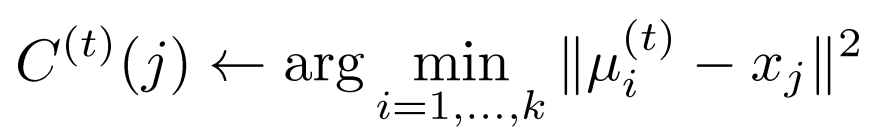 C^{(t)}(j) ← arg min_{i=1,...,k} ‖μ_i^{(t)} − x_j‖^2